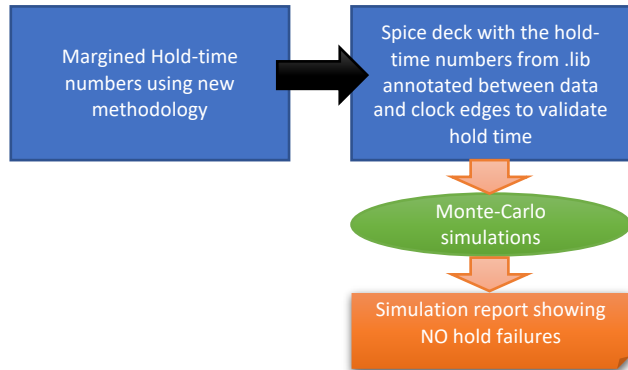 Margined Hold-time
numbers using new
methodology
Spice deck with the hold-
time numbers from .lib
annotated between data
and clock edges to validate
hold time
Monte-Carlo
simulations
Simulation report showing
NO hold failures